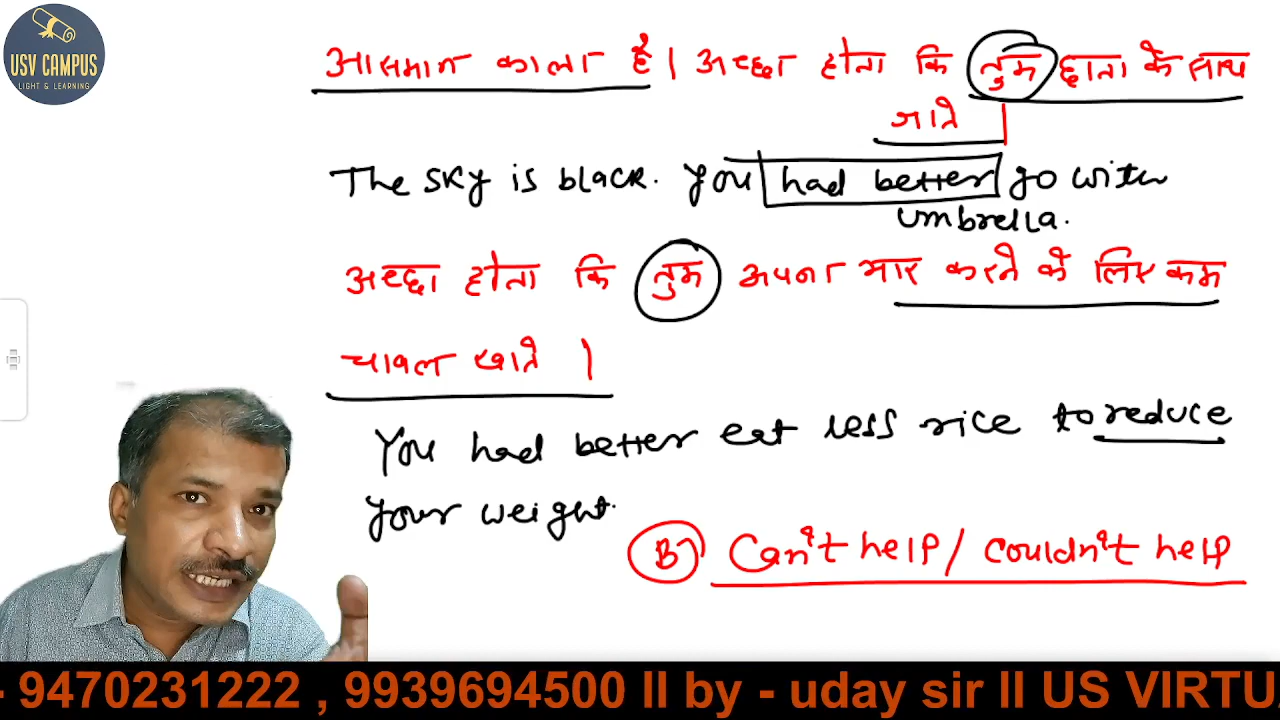 USV CAMPUS
LIGHT & LEARNING
आसमान काला है। अच्छा होता कि तुम छाता के साथ
जाते ।
The sky is black. You had better go with
umbrella.
अच्छा होता कि तुम अपना भार करने के लिए कम
चावल खाते ।
You had better eat less rice to reduce
your weight.
B) Can't help / couldn't help
- 9470231222 , 9939694500 II by - uday sir II US VIRTU